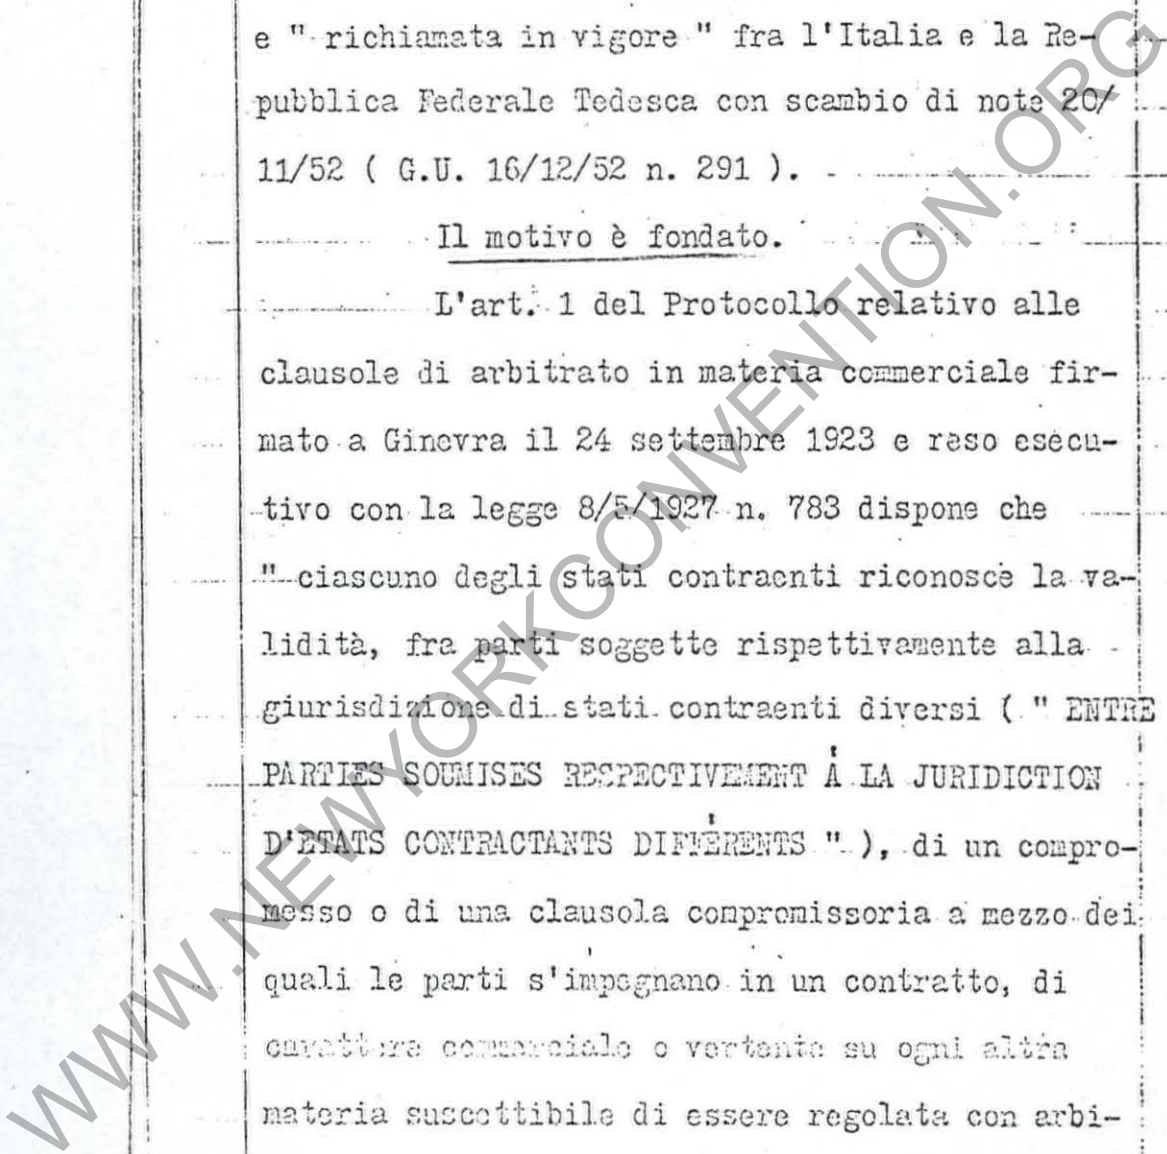 e " richiamata in vigore " fra l'Italia e la Re-
pubblica Federale Tedesca con scambio di note 20/
11/52 ( G.U. 16/12/52 n. 291 ).
Il motivo è fondato.
L'art. 1 del Protocollo relativo alle
clausole di arbitrato in materia commerciale fir-
mato a Ginevra il 24 settembre 1923 e reso esecu-
tivo con la legge 8/5/1927 n. 783 dispone che
" ciascuno degli stati contraenti riconosce la va-
lidità, fra parti soggette rispettivamente alla
giurisdizione di stati contraenti diversi ( " ENTRE
PARTIES SOUMISES RESPECTIVEMENT À LA JURIDICTION
D'ETATS CONTRACTANTS DIFFÉRENTS " ), di un compro-
messo o di una clausola compromissoria a mezzo dei
quali le parti s'impegnano in un contratto, di
carattere commerciale o vertente su ogni altra
materia suscettibile di essere regolata con arbi-
WWW.NEWYORKCONVENTION.ORG